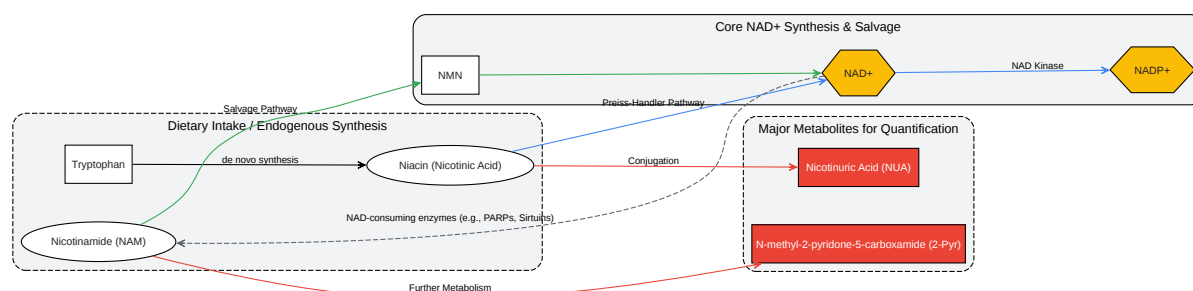 Core NAD+ Synthesis & Salvage
NMN
NAD+
NAD Kinase
NADP+
Salvage Pathway
Preiss-Handler Pathway
Dietary Intake / Endogenous Synthesis
Major Metabolites for Quantification
Tryptophan
de novo synthesis
Niacin (Nicotinic Acid)
Conjugation
Nicotinuric Acid (NUA)
NAD-consuming enzymes (e.g., PARPs, Sirtuins)
Nicotinamide (NAM)
N-methyl-2-pyridone-5-carboxamide (2-Pyr)
Further Metabolism